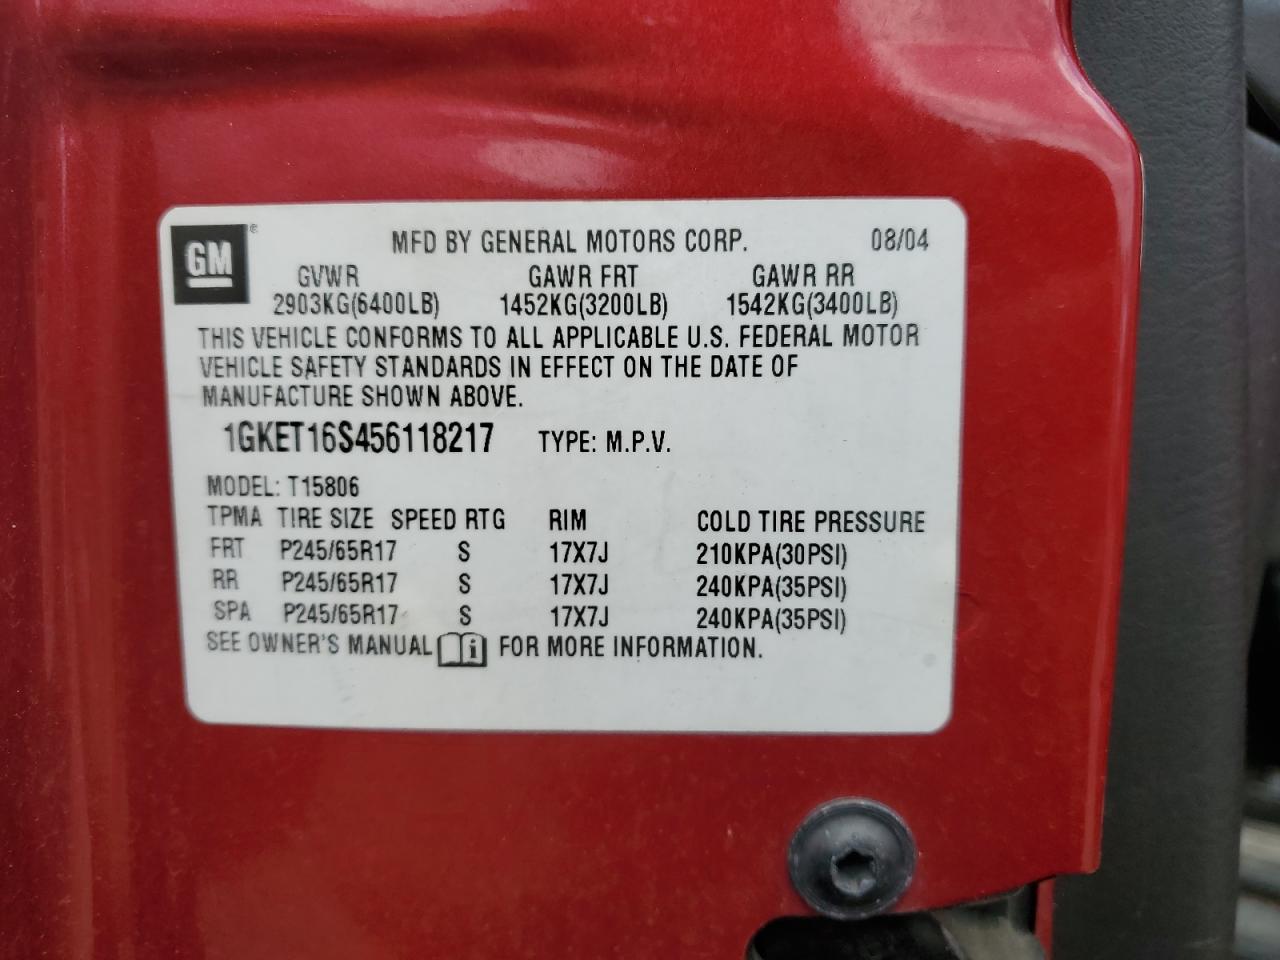 GM ® MFD BY GENERAL MOTORS CORP. 08/04
GVWR GAWR FRT GAWR RR
2903KG(6400LB) 1452KG(3200LB) 1542KG(3400LB)
THIS VEHICLE CONFORMS TO ALL APPLICABLE U.S. FEDERAL MOTOR
VEHICLE SAFETY STANDARDS IN EFFECT ON THE DATE OF
MANUFACTURE SHOWN ABOVE.
1GKET16S456118217 TYPE: M.P.V.
MODEL: T15806
TPMA TIRE SIZE SPEED RTG RIM COLD TIRE PRESSURE
FRT P245/65R17 S 17X7J 210KPA(30PSI)
RR P245/65R17 S 17X7J 240KPA(35PSI)
SPA P245/65R17 S 17X7J 240KPA(35PSI)
SEE OWNER'S MANUAL i FOR MORE INFORMATION.